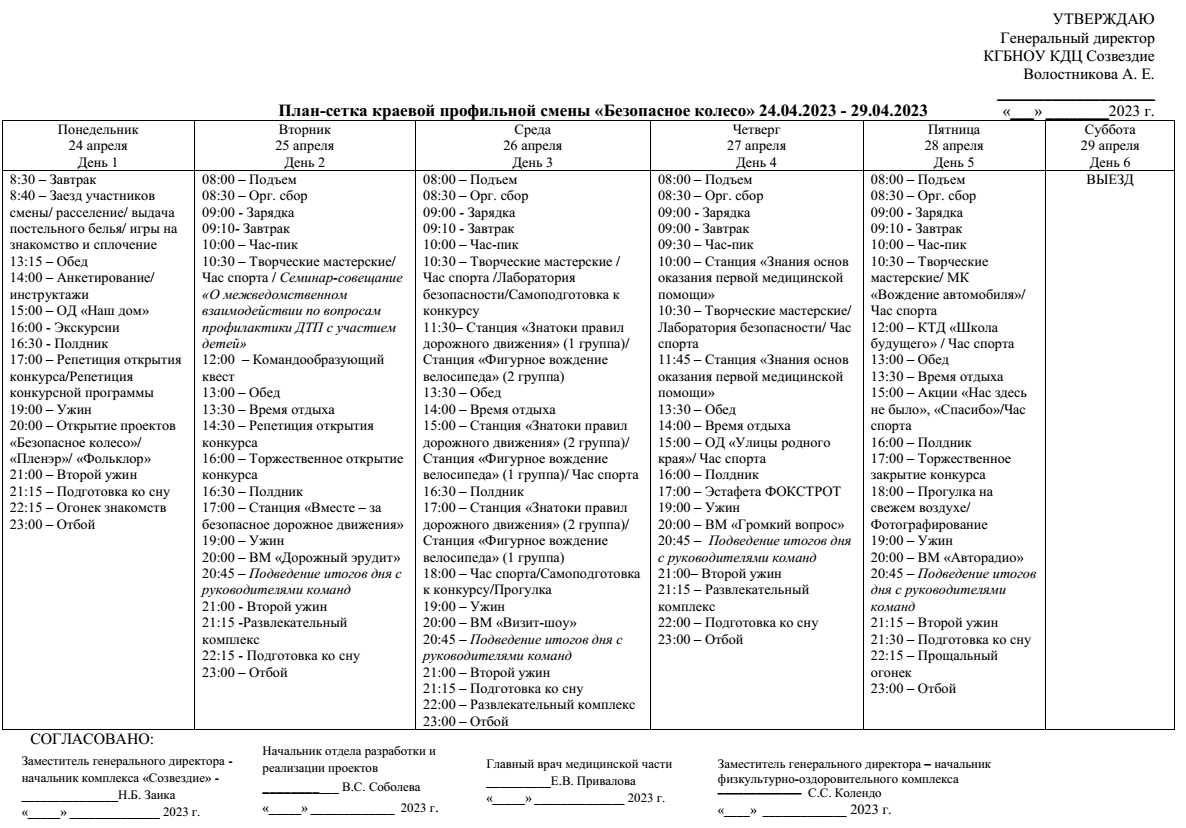 УТВЕРЖДАЮ
Генеральный директор
КГБНОУ КДЦ Созвездие
Волостникова А. Е.
План-сетка краевой профильной смены «Безопасное колесо» 24.04.2023 - 29.04.2023
«___» ________2023 г.
Понедельник
24 апреля
День 1
8:30 – Завтрак
8:40 – Заезд участников
смены/ расселение/ выдача
постельного белья/ игры на
знакомство и сплочение
13:15 – Обед
14:00 – Анкетирование/
инструктажи
15:00 – ОД «Наш дом»
16:00 - Экскурсии
16:30 - Полдник
17:00 – Репетиция открытия
конкурса/Репетиция
конкурсной программы
19:00 – Ужин
20:00 – Открытие проектов
«Безопасное колесо»/
«Пленэр»/ «Фольклор»
21:00 – Второй ужин
21:15 – Подготовка ко сну
22:15 – Огонек знакомств
23:00 – Отбой
Вторник
25 апреля
День 2
08:00 – Подъем
08:30 – Орг. сбор
09:00 - Зарядка
09:10- Завтрак
10:00 – Час-пик
10:30 – Творческие мастерские/
Час спорта / Семинар-совещание
«О межведомственном
взаимодействии по вопросам
профилактики ДТП с участием
детей»
12:00 – Командообразующий
квест
13:00 – Обед
13:30 – Время отдыха
14:30 – Репетиция открытия
конкурса
16:00 – Торжественное открытие
конкурса
16:30 – Полдник
17:00 – Станция «Вместе – за
безопасное дорожное движения»
19:00 – Ужин
20:00 – ВМ «Дорожный эрудит»
20:45 – Подведение итогов дня с
руководителями команд
21:00 - Второй ужин
21:15 -Развлекательный
комплекс
22:15 - Подготовка ко сну
23:00 – Отбой
Среда
26 апреля
День 3
08:00 – Подъем
08:30 – Орг. сбор
09:00 - Зарядка
09:10 - Завтрак
10:00 – Час-пик
10:30 – Творческие мастерские /
Час спорта /Лаборатория
безопасности/Самоподготовка к
конкурсу
11:30– Станция «Знатоки правил
дорожного движения» (1 группа)/
Станция «Фигурное вождение
велосипеда» (2 группа)
13:30 – Обед
14:00 – Время отдыха
15:00 – Станция «Знатоки правил
дорожного движения» (2 группа)/
Станция «Фигурное вождение
велосипеда» (1 группа)/ Час спорта
16:30 – Полдник
17:00 – Станция «Знатоки правил
дорожного движения» (2 группа)/
Станция «Фигурное вождение
велосипеда» (1 группа)
18:00 – Час спорта/Самоподготовка
к конкурсу/Прогулка
19:00 – Ужин
20:00 – ВМ «Визит-шоу»
20:45 – Подведение итогов дня с
руководителями команд
21:00 – Второй ужин
21:15 – Подготовка ко сну
22:00 – Развлекательный комплекс
23:00 – Отбой
Четверг
27 апреля
День 4
08:00 – Подъем
08:30 – Орг. сбор
09:00 - Зарядка
09:00 - Завтрак
09:30 – Час-пик
10:00 – Станция «Знания основ
оказания первой медицинской
помощи»
10:30 – Творческие мастерские/
Лаборатория безопасности/ Час
спорта
11:45 – Станция «Знания основ
оказания первой медицинской
помощи»
13:30 – Обед
14:00 – Время отдыха
15:00 – ОД «Улицы родного
края»/ Час спорта
16:00 – Полдник
17:00 – Эстафета ФОКСТРОТ
19:00 – Ужин
20:00 – ВМ «Громкий вопрос»
20:45 – Подведение итогов дня
с руководителями команд
21:00– Второй ужин
21:15 – Развлекательный
комплекс
22:00 – Подготовка ко сну
23:00 – Отбой
Пятница
28 апреля
День 5
08:00 – Подъем
08:30 – Орг. сбор
09:00 - Зарядка
09:10 - Завтрак
10:00 – Час-пик
10:30 – Творческие
мастерские/ МК
«Вождение автомобиля»/
Час спорта
12:00 – КТД «Школа
будущего» / Час спорта
13:00 – Обед
13:30 – Время отдыха
15:00 – Акции «Нас здесь
не было», «Спасибо»/Час
спорта
16:00 – Полдник
17:00 – Торжественное
закрытие конкурса
18:00 – Прогулка на
свежем воздухе/
Фотографирование
19:00 – Ужин
20:00 – ВМ «Авторадио»
20:45 – Подведение итогов
дня с руководителями
команд
21:15 – Второй ужин
21:30 – Подготовка ко сну
22:15 – Прощальный
огонек
23:00 – Отбой
Суббота
29 апреля
День 6
ВЫЕЗД
СОГЛАСОВАНО:
Заместитель генерального директора -
начальник комплекса «Созвездие» -
______________Н.Б. Заика
«_____» _____________ 2023 г.
Начальник отдела разработки и
реализации проектов
___________ В.С. Соболева
«_____» ____________ 2023 г.
Главный врач медицинской части
_________Е.В. Привалова
«_____» _____________ 2023 г.
Заместитель генерального директора – начальник
физкультурно-оздоровительного комплекса
____________ С.С. Колендо
«____» ____________ 2023 г.